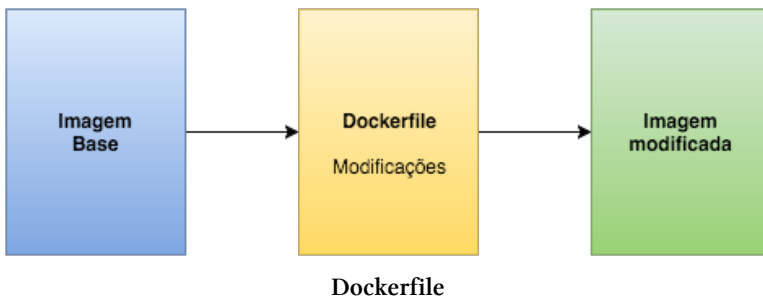 Imagem
Base
Dockerfile
Modificações
Imagem
modificada
Dockerfile